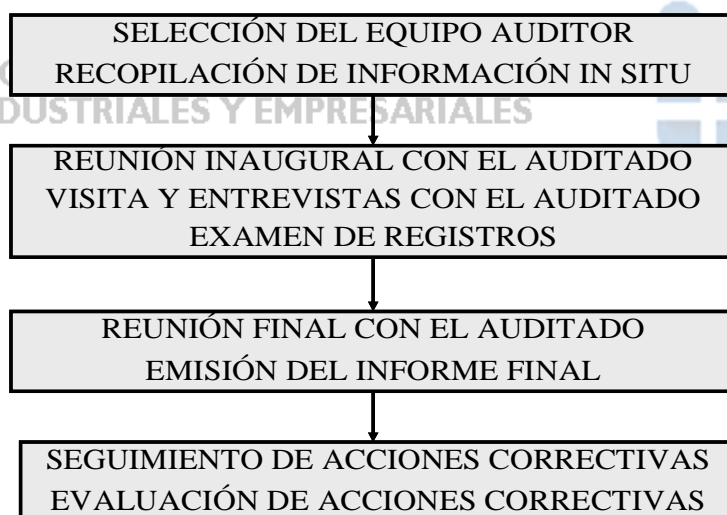 SELECCIÓN DEL EQUIPO AUDITOR
RECOPILACIÓN DE INFORMACIÓN IN SITU
DUSTRIALES Y EMPRESARIALES
REUNIÓN INAUGURAL CON EL AUDITADO
VISITA Y ENTREVISTAS CON EL AUDITADO
EXAMEN DE REGISTROS
REUNIÓN FINAL CON EL AUDITADO
EMISIÓN DEL INFORME FINAL
SEGUIMIENTO DE ACCIONES CORRECTIVAS
EVALUACIÓN DE ACCIONES CORRECTIVAS